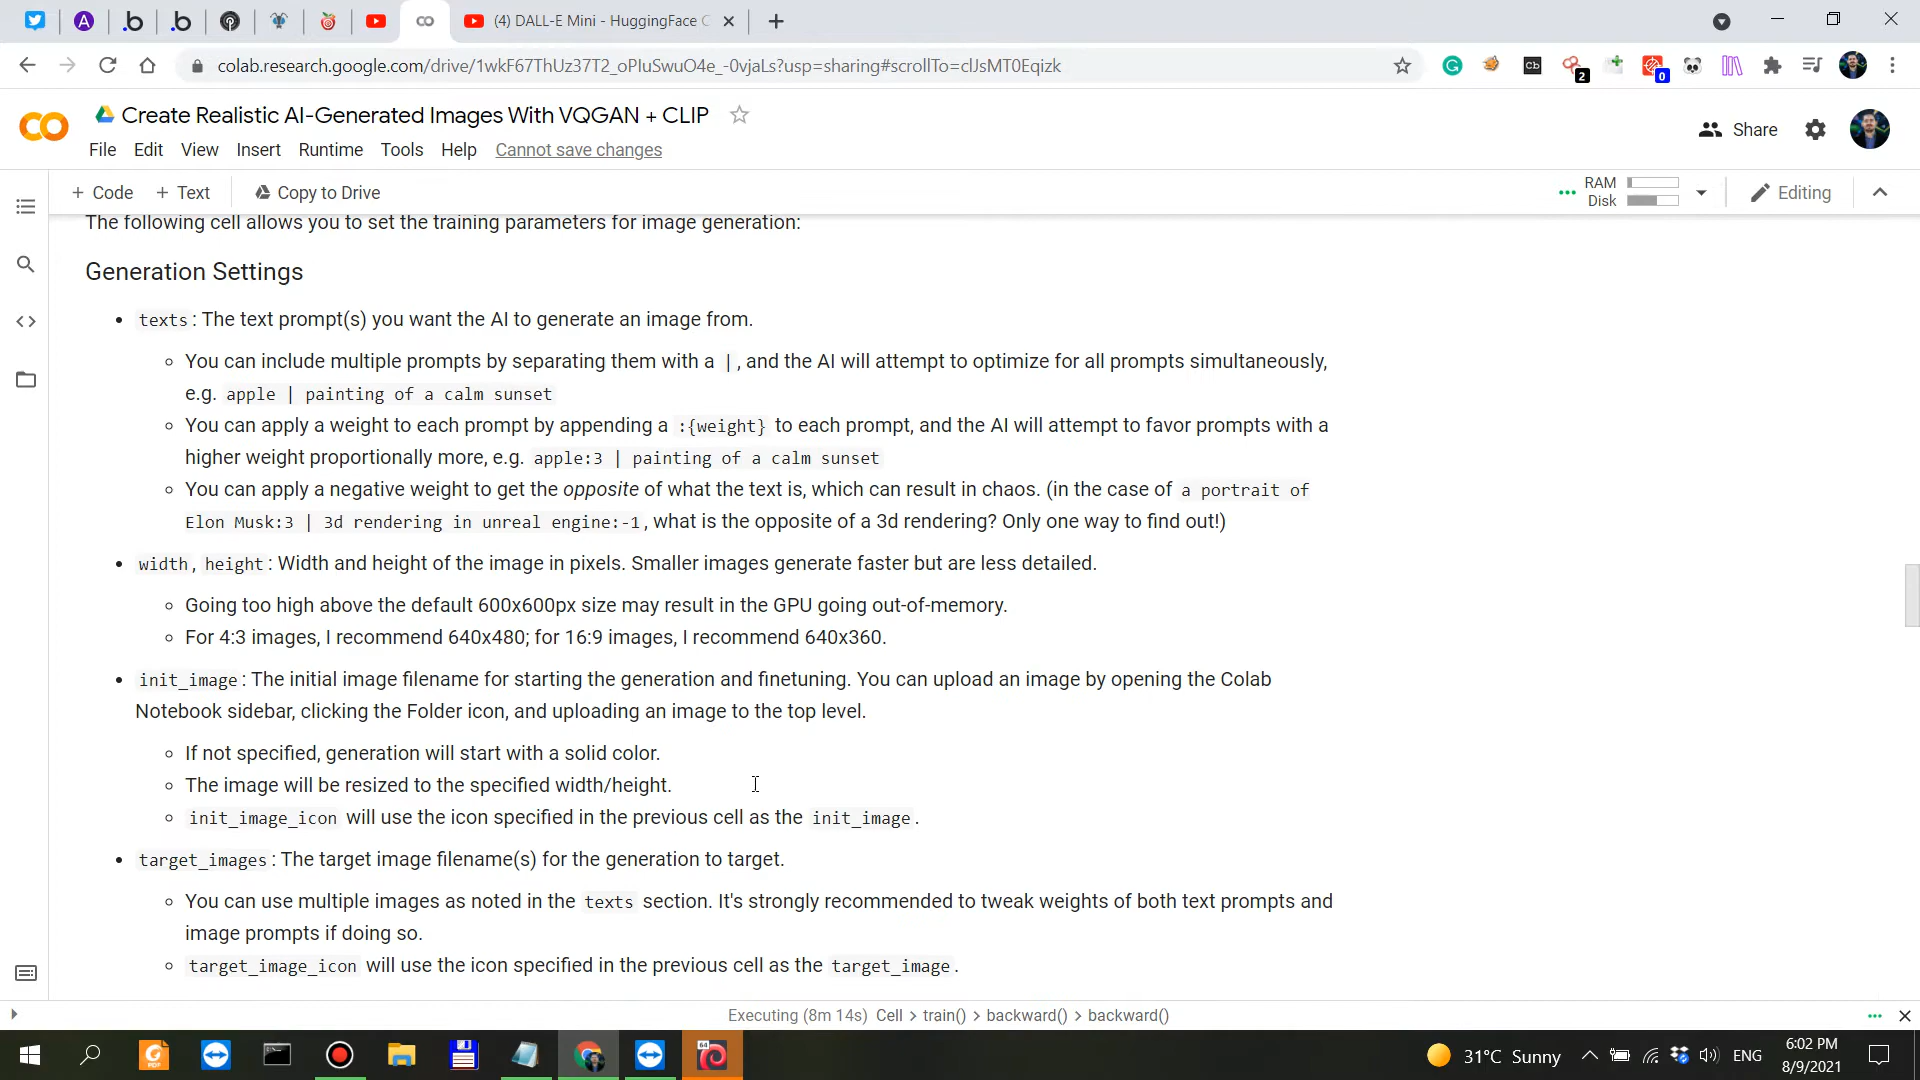 (4) DALL-E Mini - HuggingFace C
colab.research.google.com/drive/1wkF67ThUz37T2_oPIuSwuO4e_-0vjaLs?usp=sharing#scrollTo=clJsMT0Eqizk
Cb
2
0
Create Realistic AI-Generated Images With VQGAN + CLIP
Share
File Edit View Insert Runtime Tools Help Cannot save changes
+ Code + Text Copy to Drive
RAM
Disk
Editing
The following cell allows you to set the training parameters for image generation:
Generation Settings
texts: The text prompt(s) you want the AI to generate an image from.
You can include multiple prompts by separating them with a |, and the AI will attempt to optimize for all prompts simultaneously,
e.g. apple | painting of a calm sunset
You can apply a weight to each prompt by appending a :{weight} to each prompt, and the AI will attempt to favor prompts with a
higher weight proportionally more, e.g. apple:3 | painting of a calm sunset
You can apply a negative weight to get the opposite of what the text is, which can result in chaos. (in the case of a portrait of
Elon Musk:3 | 3d rendering in unreal engine:-1, what is the opposite of a 3d rendering? Only one way to find out!)
width, height: Width and height of the image in pixels. Smaller images generate faster but are less detailed.
Going too high above the default 600x600px size may result in the GPU going out-of-memory.
For 4:3 images, I recommend 640x480; for 16:9 images, I recommend 640x360.
init_image: The initial image filename for starting the generation and finetuning. You can upload an image by opening the Colab
Notebook sidebar, clicking the Folder icon, and uploading an image to the top level.
If not specified, generation will start with a solid color.
The image will be resized to the specified width/height.
init_image_icon will use the icon specified in the previous cell as the init_image.
target_images: The target image filename(s) for the generation to target.
You can use multiple images as noted in the texts section. It's strongly recommended to tweak weights of both text prompts and
image prompts if doing so.
target_image_icon will use the icon specified in the previous cell as the target_image.
Executing (8m 14s) Cell > train() > backward() > backward()
31°C Sunny
ENG
6:02 PM
8/9/2021